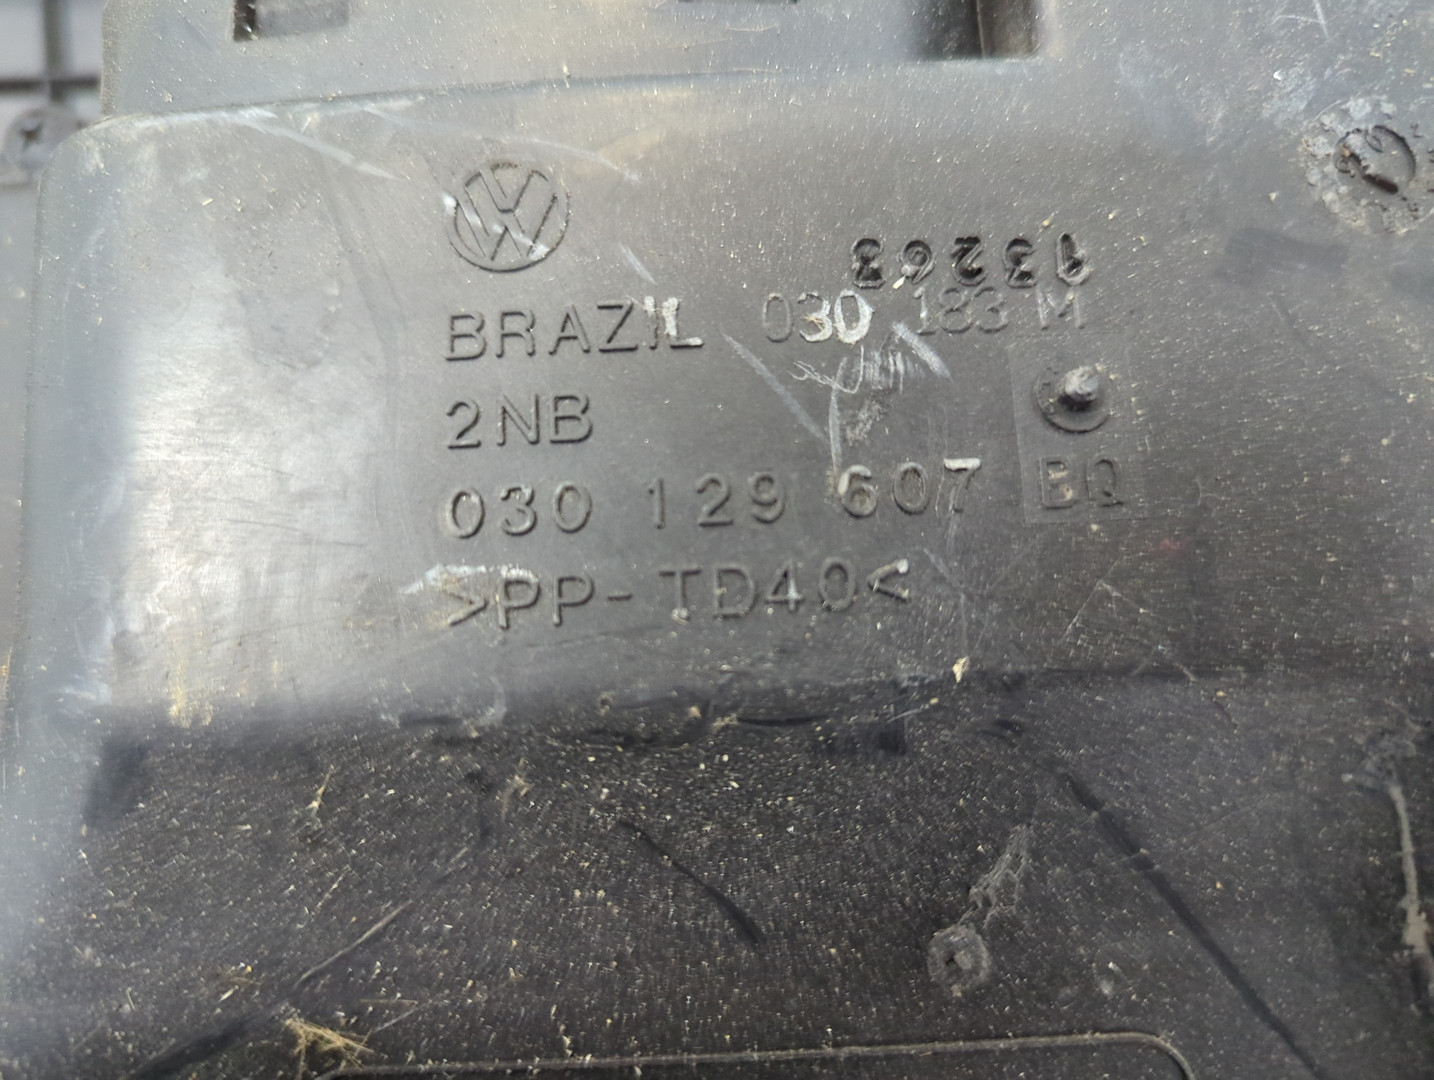 13263
BRAZIL 030 183 M
2NB
030 129 607 BQ
>PP-TD40<